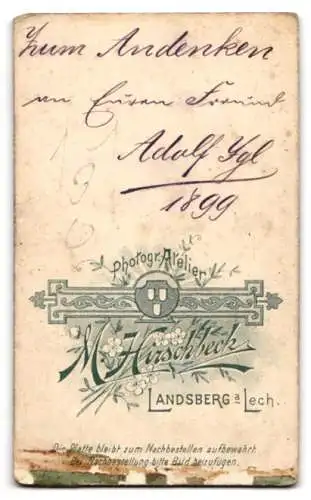 Zum Andenken
an Euren Freund
Adolf Ygl
1899
Photogr. Atelier
M. Hirschbeck
LANDSBERG a Lech.
Die Platte bleibt zum Nachbestellen aufbewahrt.
Bei Nachbestellung bitte Bild beizufügen.